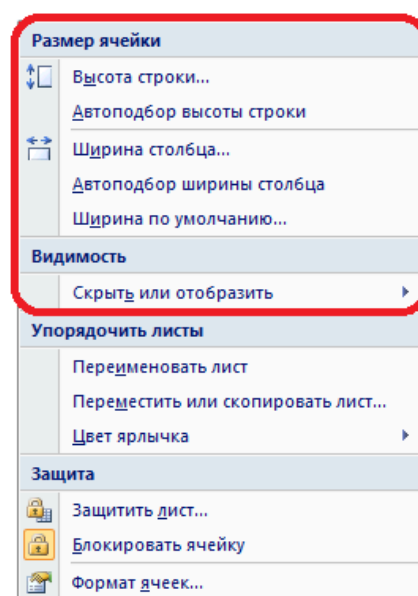 Размер ячейки
Высота строки...
Автоподбор высоты строки
Ширина столбца...
Автоподбор ширины столбца
Ширина по умолчанию...
Видимость
Скрыть или отобразить
Упорядочить листы
Переименовать лист
Переместить или скопировать лист...
Цвет ярлычка
Защита
Защитить лист...
Блокировать ячейку
Формат ячеек...